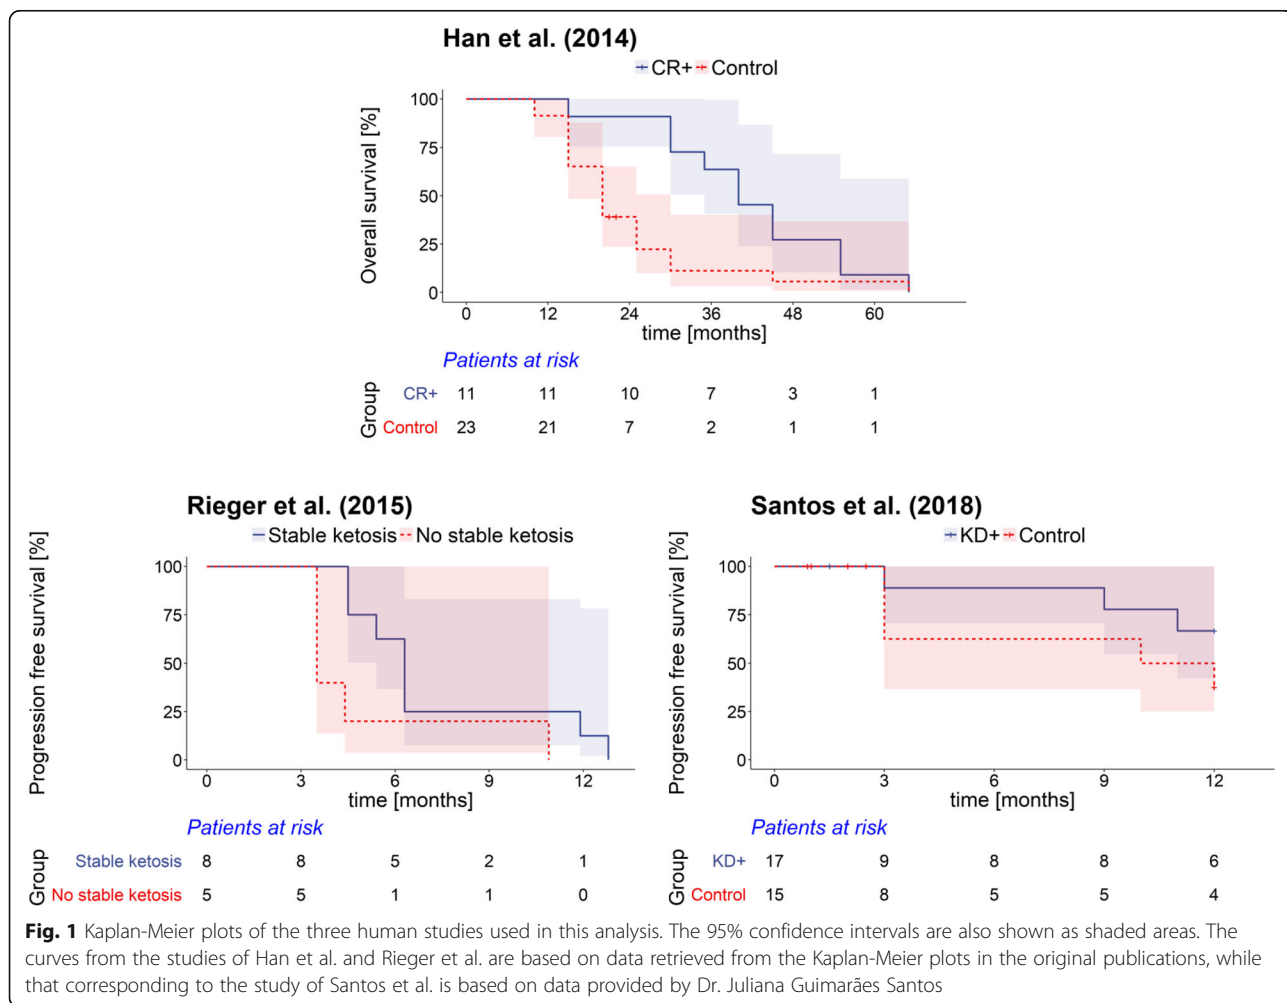 Han et al. (2014)
CR+ Control
Overall survival [%]
100
75
50
25
0
0 12 24 36 48 60
time [months]
Patients at risk
Group
CR+ 11 11 10 7 3 1
Control 23 21 7 2 1 1
Rieger et al. (2015)
Stable ketosis No stable ketosis
Progression free survival [%]
100
75
50
25
0
0 3 6 9 12
time [months]
Patients at risk
Group
Stable ketosis 8 8 5 2 1
No stable ketosis 5 5 1 1 0
Santos et al. (2018)
KD+ Control
Progression free survival [%]
100
75
50
25
0
0 3 6 9 12
time [months]
Patients at risk
Group
KD+ 17 9 8 8 6
Control 15 8 5 5 4
Fig. 1 Kaplan-Meier plots of the three human studies used in this analysis. The 95% confidence intervals are also shown as shaded areas. The
curves from the studies of Han et al. and Rieger et al. are based on data retrieved from the Kaplan-Meier plots in the original publications, while
that corresponding to the study of Santos et al. is based on data provided by Dr. Juliana Guimarães Santos